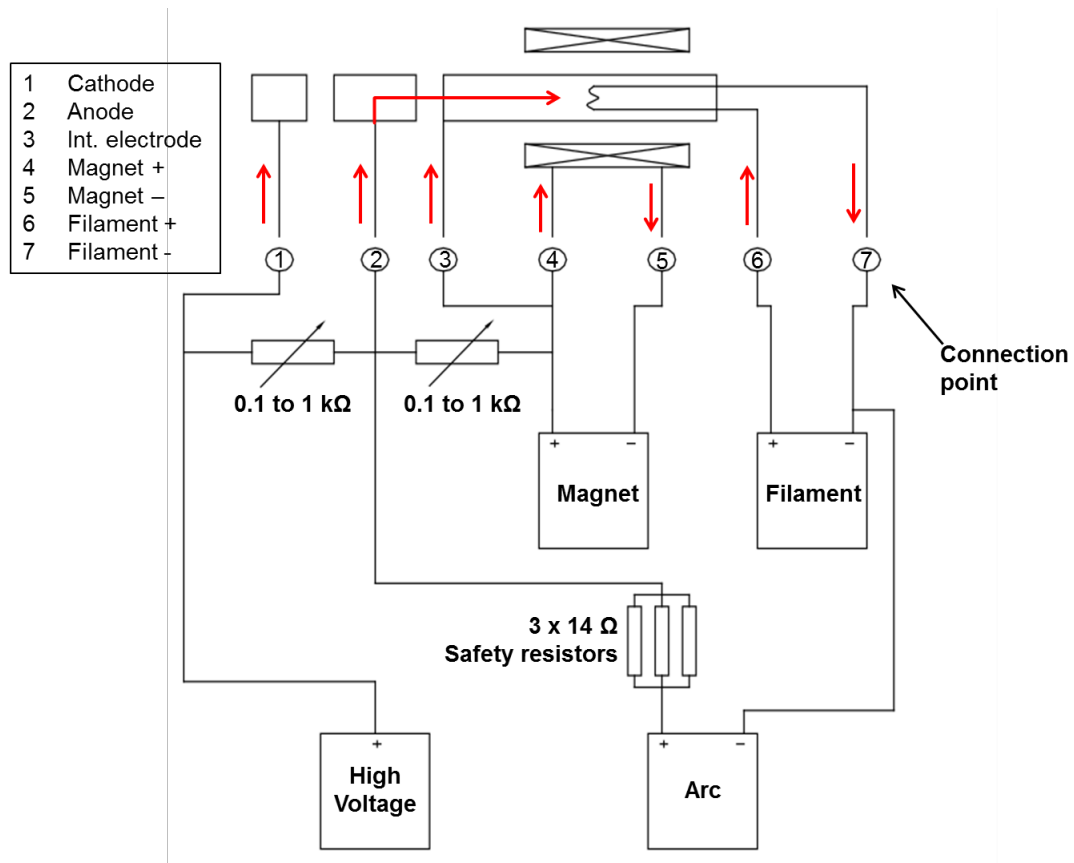 1 Cathode
2 Anode
3 Int. electrode
4 Magnet +
5 Magnet –
6 Filament +
7 Filament -
1 2 3 4 5 6 7
Connection
point
0.1 to 1 kΩ 0.1 to 1 kΩ
+ – + –
Magnet Filament
3 x 14 Ω
Safety resistors
+ + –
High
Voltage
Arc